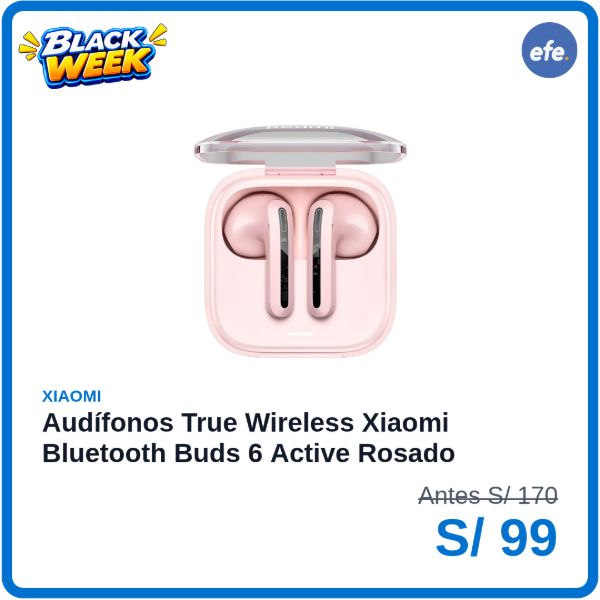 BLACK
WEEK
efe.
XIAOMI
Audífonos True Wireless Xiaomi
Bluetooth Buds 6 Active Rosado
Antes S/ 170
S/ 99